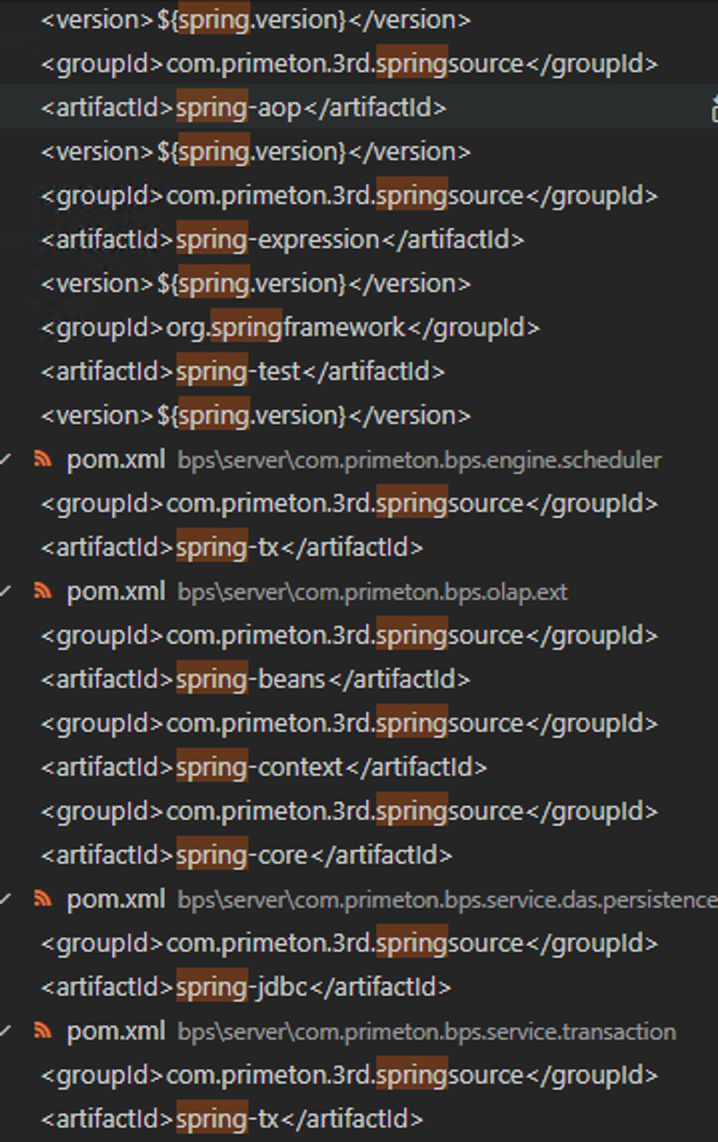 <version>${spring.version}</version>
<groupId>com.primeton.3rd.springsource</groupId>
<artifactId>spring-aop</artifactId>
<version>${spring.version}</version>
<groupId>com.primeton.3rd.springsource</groupId>
<artifactId>spring-expression</artifactId>
<version>${spring.version}</version>
<groupId>org.springframework</groupId>
<artifactId>spring-test</artifactId>
<version>${spring.version}</version>
pom.xml bps\server\com.primeton.bps.engine.scheduler
<groupId>com.primeton.3rd.springsource</groupId>
<artifactId>spring-tx</artifactId>
pom.xml bps\server\com.primeton.bps.olap.ext
<groupId>com.primeton.3rd.springsource</groupId>
<artifactId>spring-beans</artifactId>
<groupId>com.primeton.3rd.springsource</groupId>
<artifactId>spring-context</artifactId>
<groupId>com.primeton.3rd.springsource</groupId>
<artifactId>spring-core</artifactId>
pom.xml bps\server\com.primeton.bps.service.das.persistence
<groupId>com.primeton.3rd.springsource</groupId>
<artifactId>spring-jdbc</artifactId>
pom.xml bps\server\com.primeton.bps.service.transaction
<groupId>com.primeton.3rd.springsource</groupId>
<artifactId>spring-tx</artifactId>